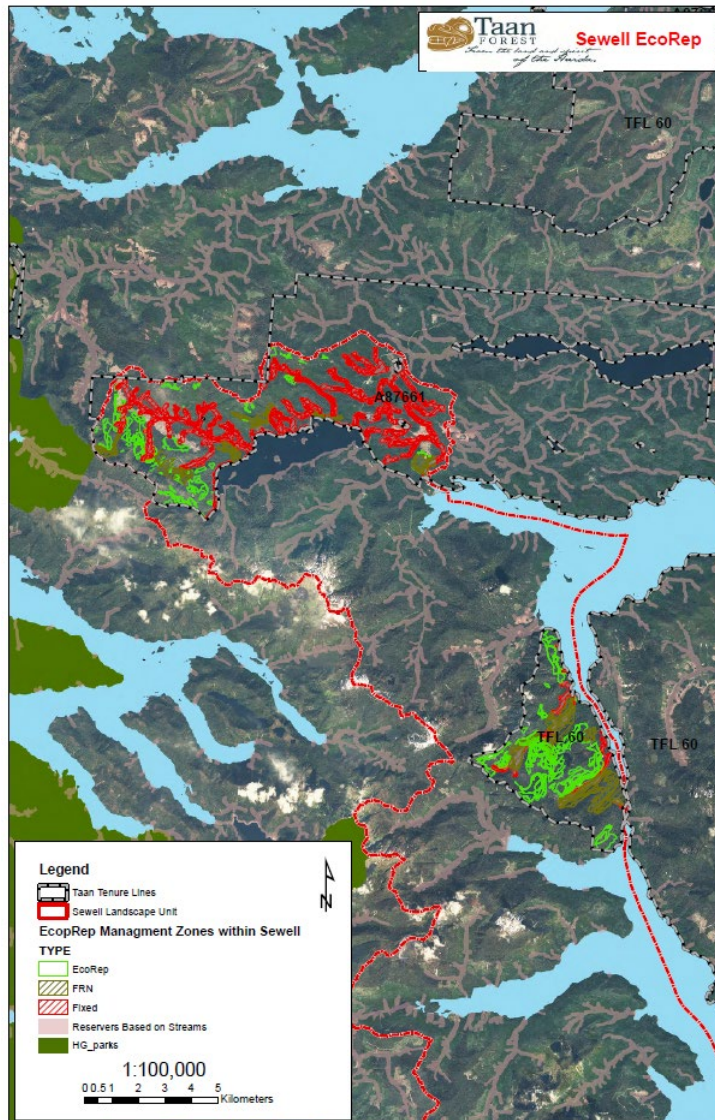 Taan
FOREST
From the land and spirit
of the Haida.
Sewell EcoRep
TFL 60
A87661
TFL 60
TFL 60
Legend
Taan Tenure Lines
Sewell Landscape Unit
EcopRep Managment Zones within Sewell
TYPE
EcoRep
FRN
Fixed
Reservers Based on Streams
HG_parks
N
1:100,000
0 0.5 1 2 3 4 5
Kilometers